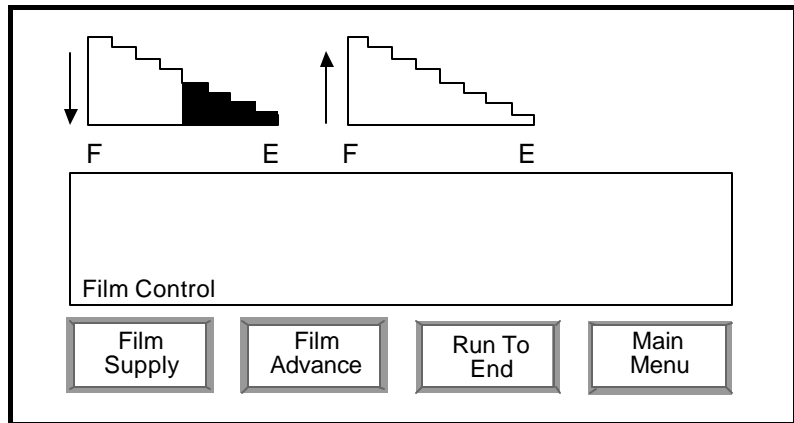 F E F E
Film Control
Film
Supply
Film
Advance
Run To
End
Main
Menu